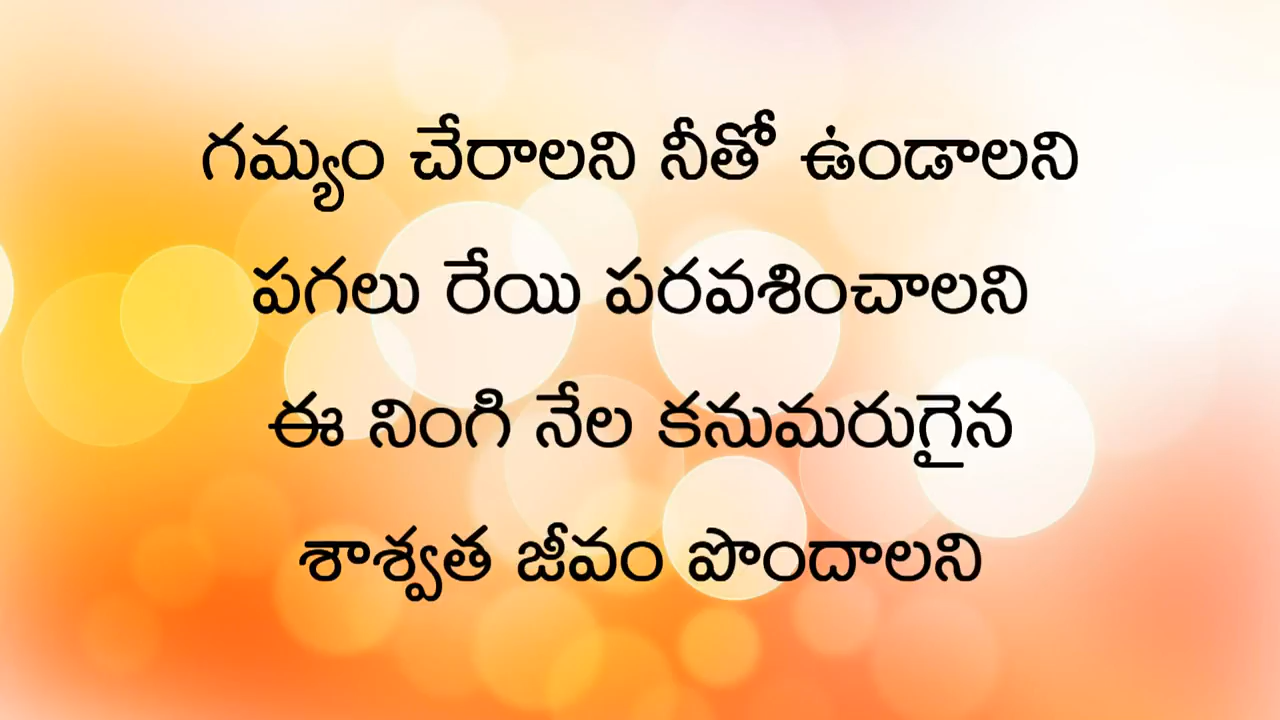 గమ్యం చేరాలని నీతో ఉండాలని
పగలు రేయి పరవశించాలని
ఈ నింగి నేల కనుమరుగైన
శాశ్వత జీవం పొందాలని